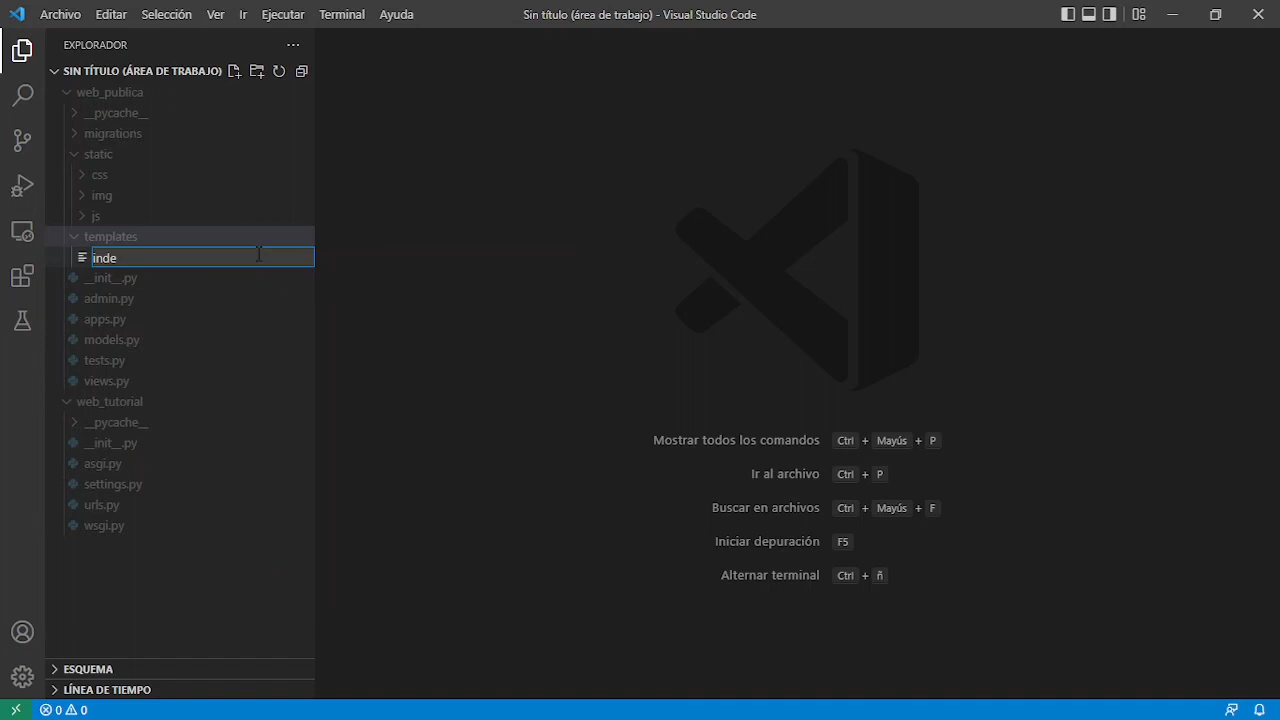 Archivo Editar Selección Ver Ir Ejecutar Terminal Ayuda
Sin título (área de trabajo) - Visual Studio Code
EXPLORADOR
SIN TÍTULO (ÁREA DE TRABAJO)
web_publica
__pycache__
migrations
static
css
img
js
templates
inde
__init__.py
admin.py
apps.py
models.py
tests.py
views.py
web_tutorial
__pycache__
__init__.py
asgi.py
settings.py
urls.py
wsgi.py
ESQUEMA
LÍNEA DE TIEMPO
Mostrar todos los comandos Ctrl + Mayús + P
Ir al archivo Ctrl + P
Buscar en archivos Ctrl + Mayús + F
Iniciar depuración F5
Alternar terminal Ctrl + ñ
0 0